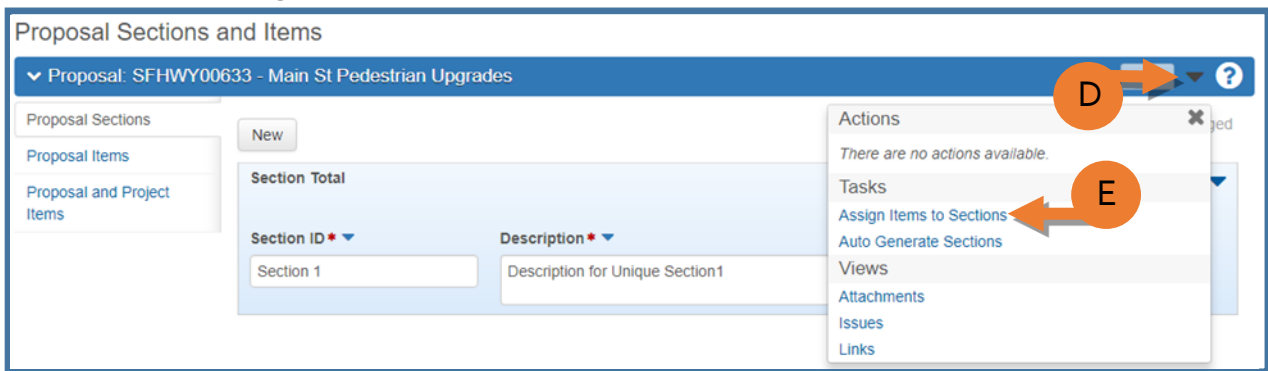 Proposal Sections and Items
Proposal: SFHWY00633 - Main St Pedestrian Upgrades
D
?
Proposal Sections
Proposal Items
Proposal and Project
Items
New
Section Total
Section ID*
Description*
Section 1
Description for Unique Section1
Actions
There are no actions available.
Tasks
E
Assign Items to Sections
Auto Generate Sections
Views
Attachments
Issues
Links